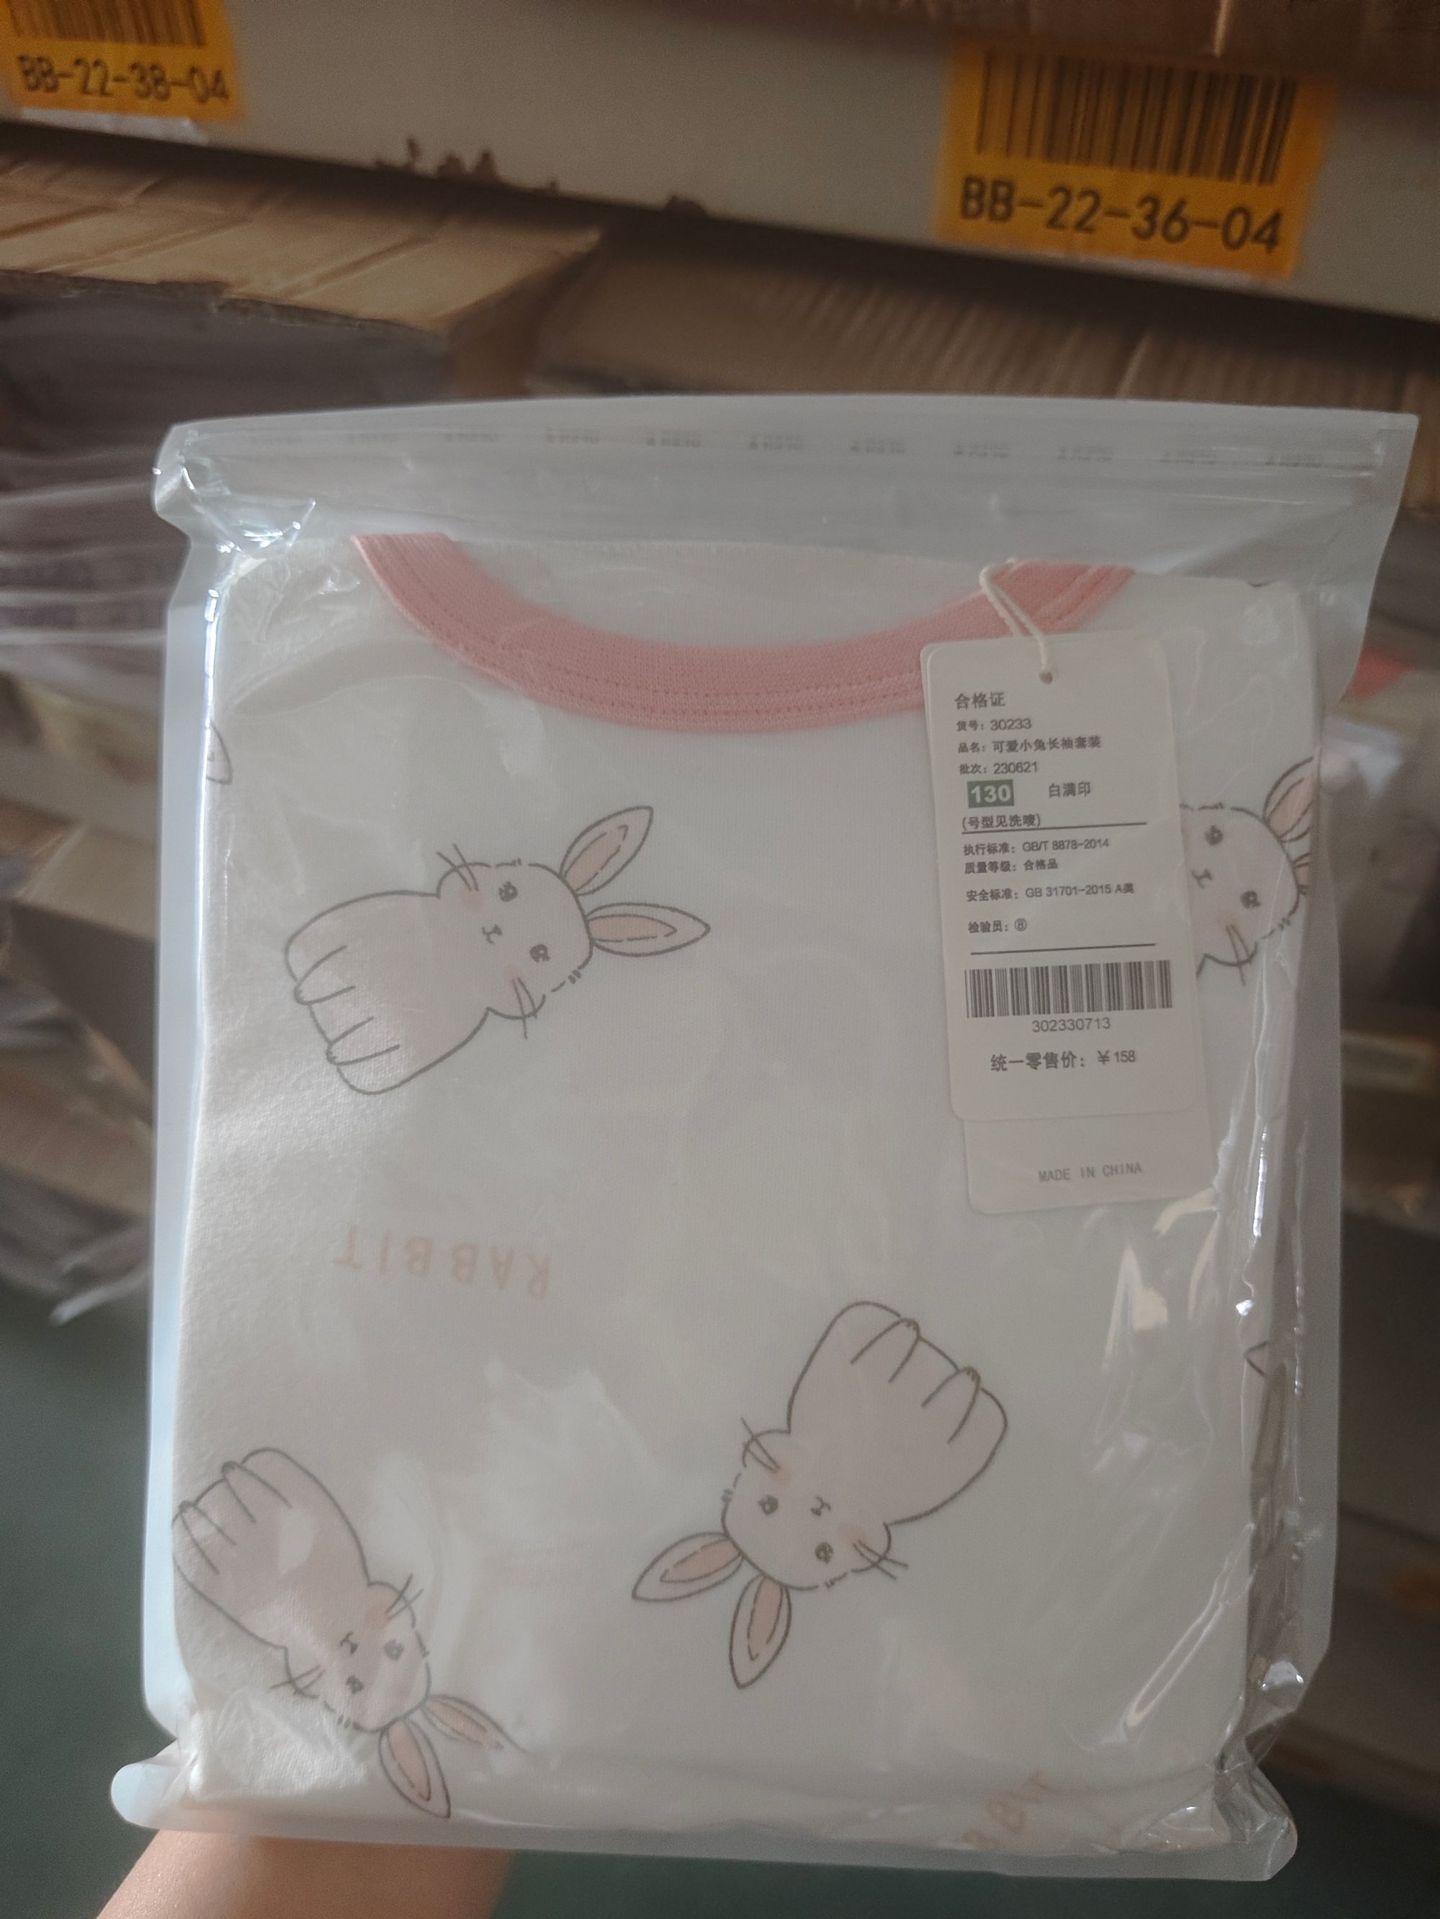 BB-22-38-04
BB-22-36-04
合格证
货号：30233
品名：可爱小兔长袖套装
批次：230621
130 白满印
(号型见洗唛)
执行标准：GB/T 8878-2014
质量等级：合格品
安全标准：GB 31701-2015 A类
检验员：⑧
302330713
统一零售价：￥158
MADE IN CHINA
RABBIT